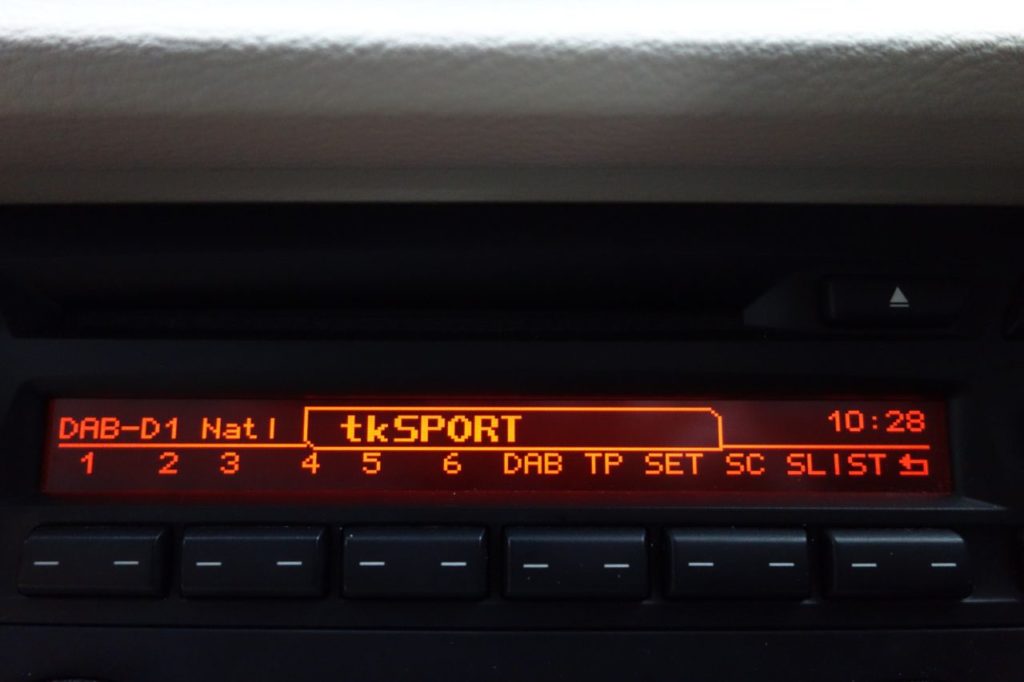 DAB-D1 Natl tkSPORT 10:28
1 2 3 4 5 6 DAB TP SET SC SLIST